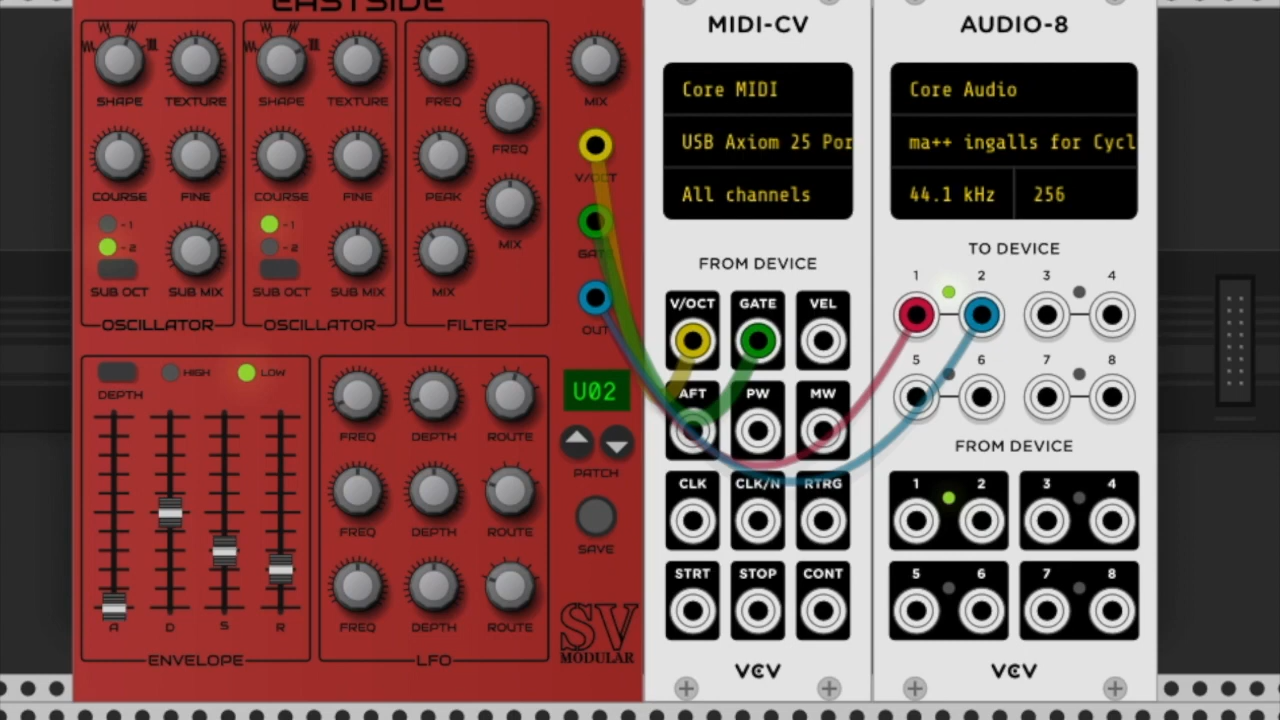 EASTSIDE
SHAPE TEXTURE
COURSE FINE
-1
-2
SUB OCT SUB MIX
OSCILLATOR
SHAPE TEXTURE
COURSE FINE
-1
-2
SUB OCT SUB MIX
OSCILLATOR
FREQ
FREQ
PEAK
MIX
MIX
FILTER
MIX
V/OCT
GATE
OUT
U02
PATCH
SAVE
SV
MODULAR
DEPTH HIGH LOW
A D S R
ENVELOPE
FREQ DEPTH ROUTE
FREQ DEPTH ROUTE
FREQ DEPTH ROUTE
LFO
MIDI-CV
Core MIDI
USB Axiom 25 Por
All channels
FROM DEVICE
V/OCT GATE VEL
AFT PW MW
CLK CLK/N RTRG
STRT STOP CONT
VCV
AUDIO-8
Core Audio
ma++ ingalls for Cycl
44.1 kHz 256
TO DEVICE
1 2 3 4
5 6 7 8
FROM DEVICE
1 2 3 4
5 6 7 8
VCV